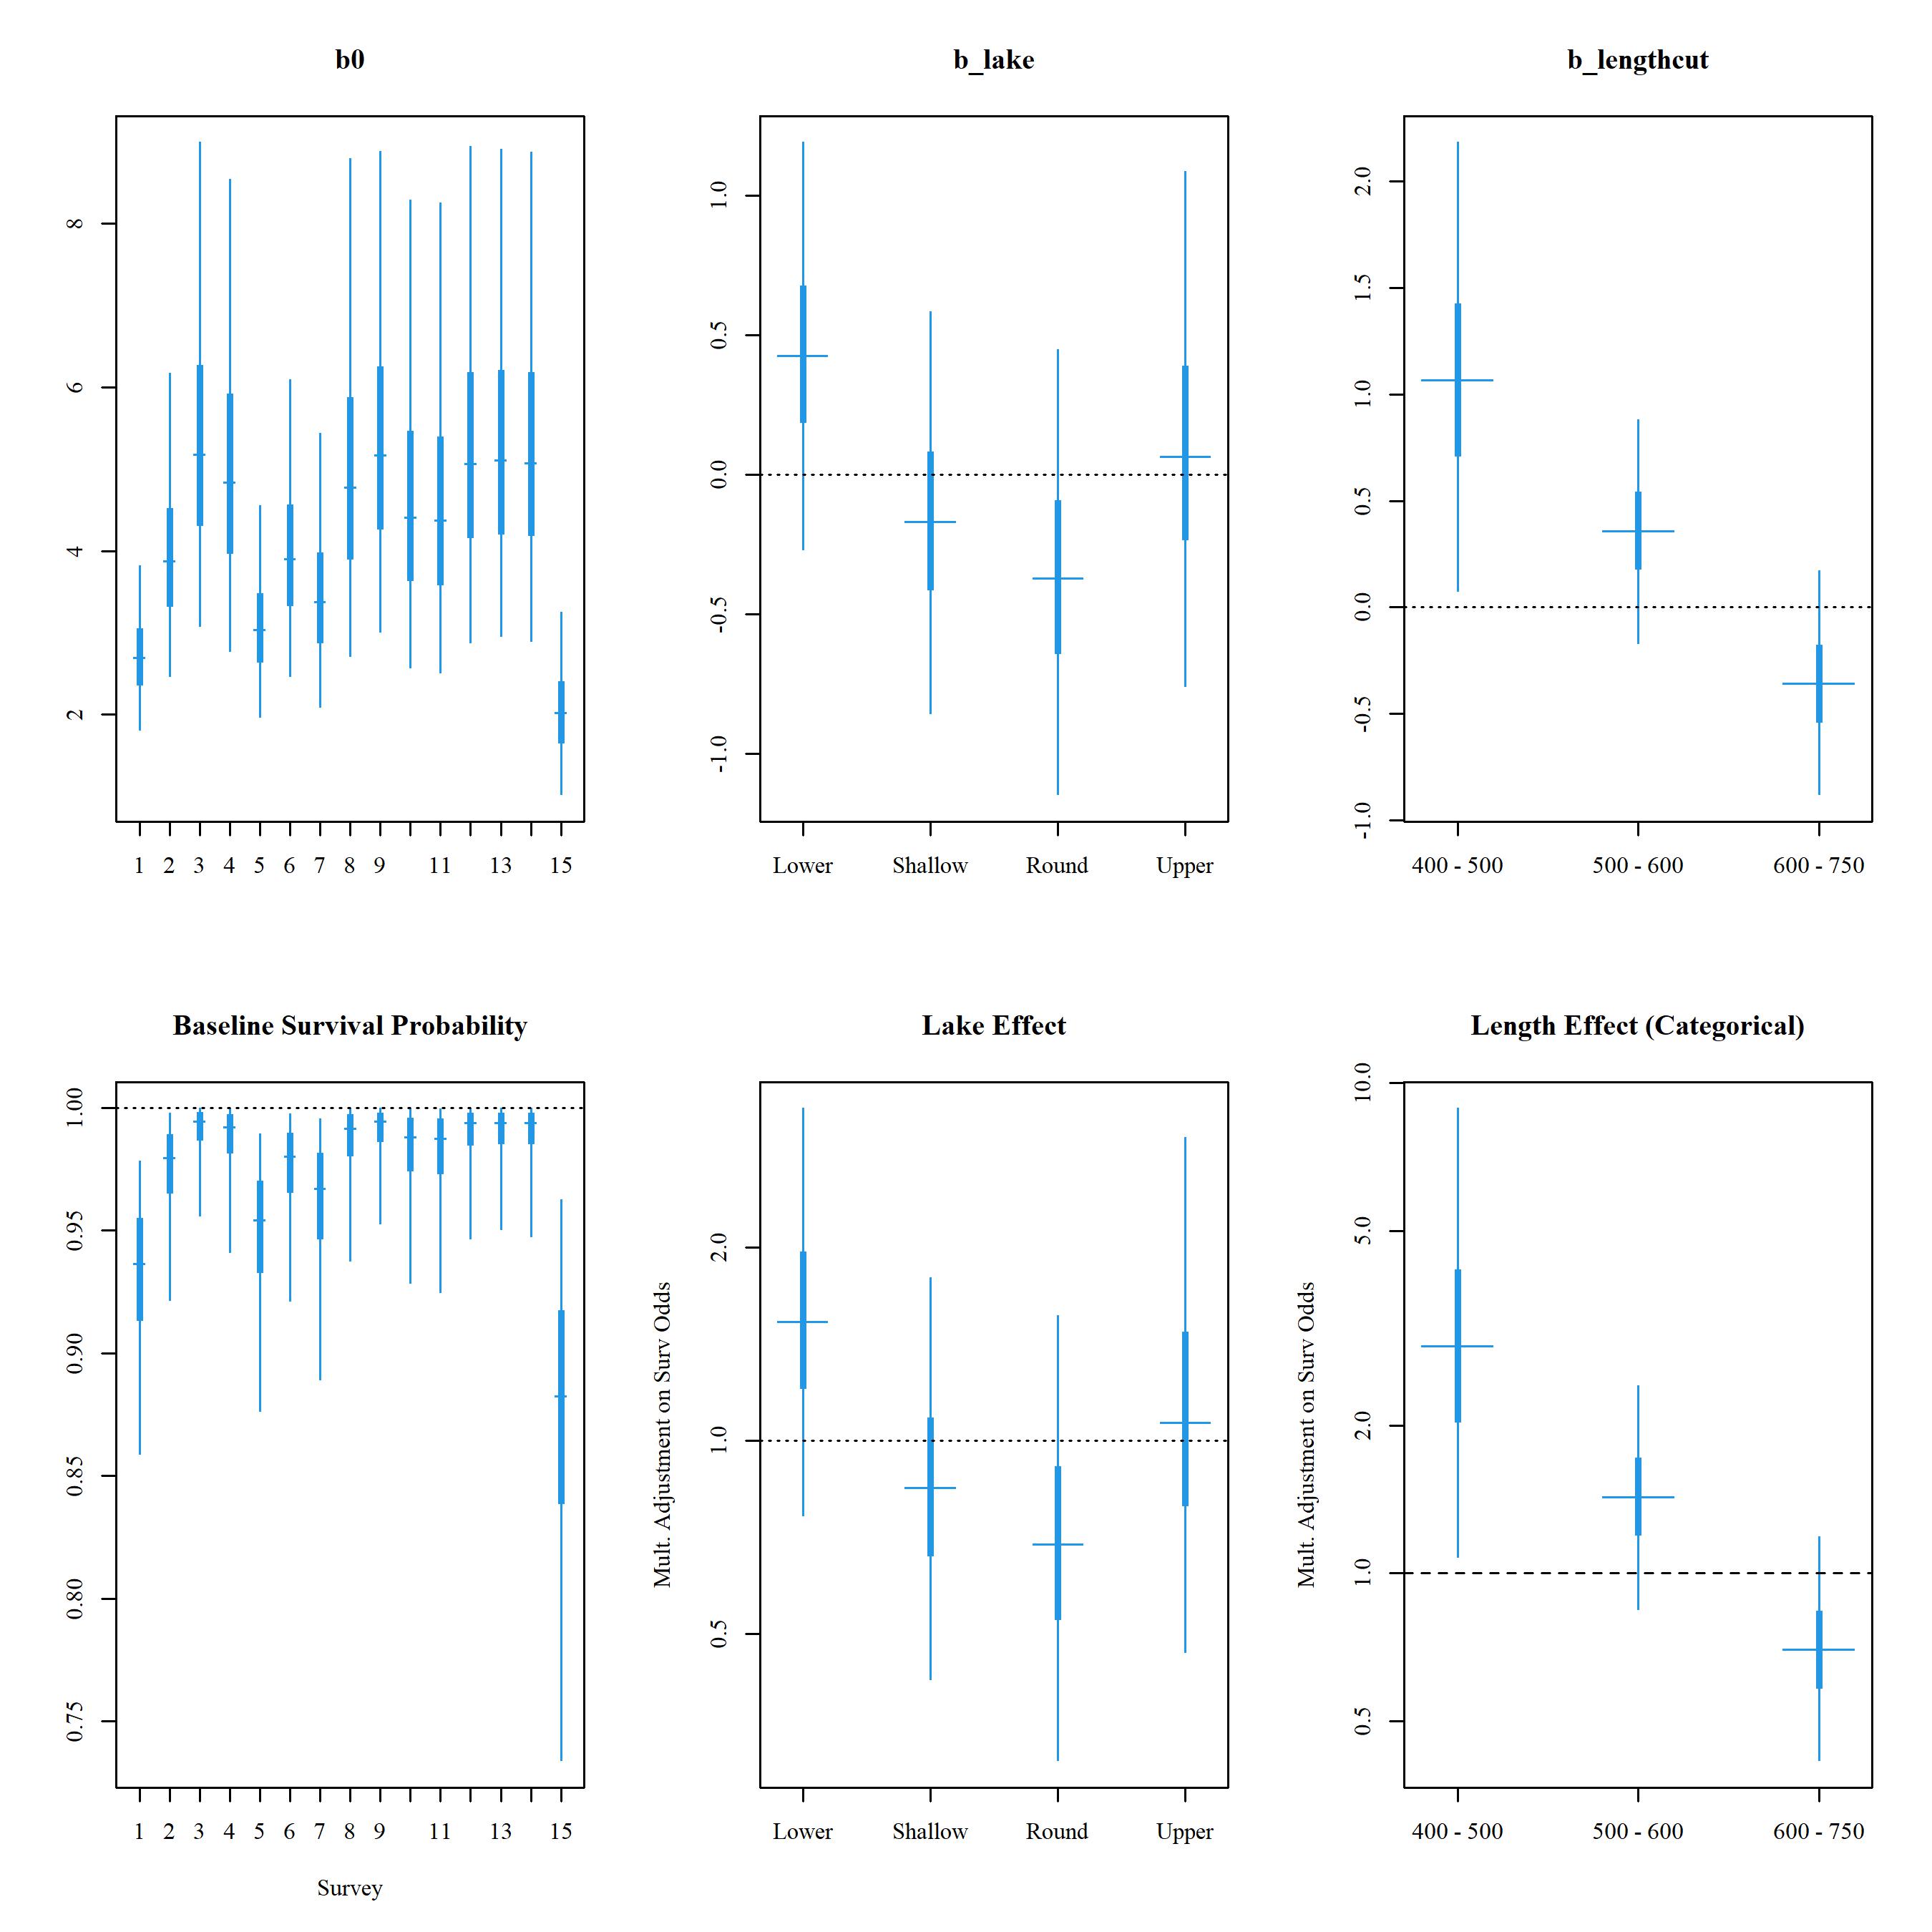 b0
b_lake
b_lengthcut
8
6
4
2
1 2 3 4 5 6 7 8 9 11 13 15
1.0
0.5
0.0
-0.5
-1.0
Lower Shallow Round Upper
2.0
1.5
1.0
0.5
0.0
-0.5
-1.0
400 - 500 500 - 600 600 - 750
Baseline Survival Probability
Lake Effect
Length Effect (Categorical)
1.00
0.95
0.90
0.85
0.80
0.75
1 2 3 4 5 6 7 8 9 11 13 15
Survey
Mult. Adjustment on Surv Odds
2.0
1.0
0.5
Lower Shallow Round Upper
Mult. Adjustment on Surv Odds
10.0
5.0
2.0
1.0
0.5
400 - 500 500 - 600 600 - 750